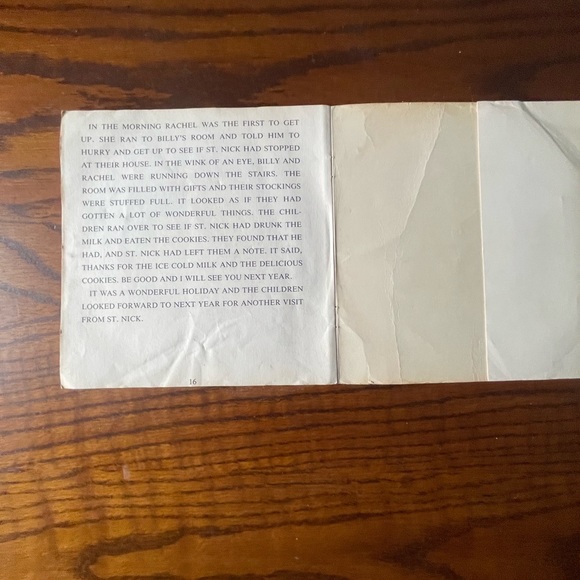 IN THE MORNING RACHEL WAS THE FIRST TO GET
UP. SHE RAN TO BILLY'S ROOM AND TOLD HIM TO
HURRY AND GET UP TO SEE IF ST. NICK HAD STOPPED
AT THEIR HOUSE. IN THE WINK OF AN EYE, BILLY AND
RACHEL WERE RUNNING DOWN THE STAIRS. THE
ROOM WAS FILLED WITH GIFTS AND THEIR STOCKINGS
WERE STUFFED FULL. IT LOOKED AS IF THEY HAD
GOTTEN A LOT OF WONDERFUL THINGS. THE CHIL-
DREN RAN OVER TO SEE IF ST. NICK HAD DRUNK THE
MILK AND EATEN THE COOKIES. THEY FOUND THAT HE
HAD, AND ST. NICK HAD LEFT THEM A NOTE. IT SAID,
THANKS FOR THE ICE COLD MILK AND THE DELICIOUS
COOKIES. BE GOOD AND I WILL SEE YOU NEXT YEAR.
IT WAS A WONDERFUL HOLIDAY AND THE CHILDREN
LOOKED FORWARD TO NEXT YEAR FOR ANOTHER VISIT
FROM ST. NICK.
16